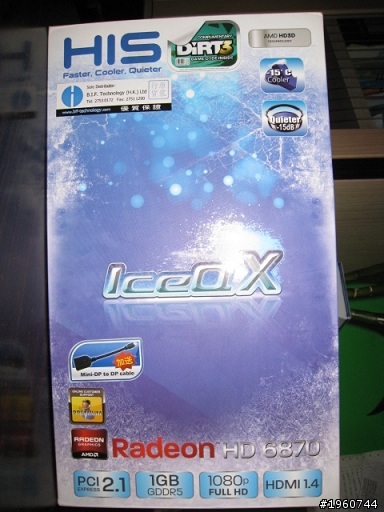 HIS
Faster, Cooler, Quieter
COMPLIMENTARY
DiRT3
AMD HD3D
-15°C
Cooler
B.I.F. Technology (H.K.) Ltd
優質保證
Quieter
-15dB
IceQ X
Mini-DP to DP cable
加送
RADEON
GRAPHICS
AMD
Radeon HD 6870
PCI EXPRESS 2.1
1GB GDDR5
1080p FULL HD
HDMI 1.4
#1960744